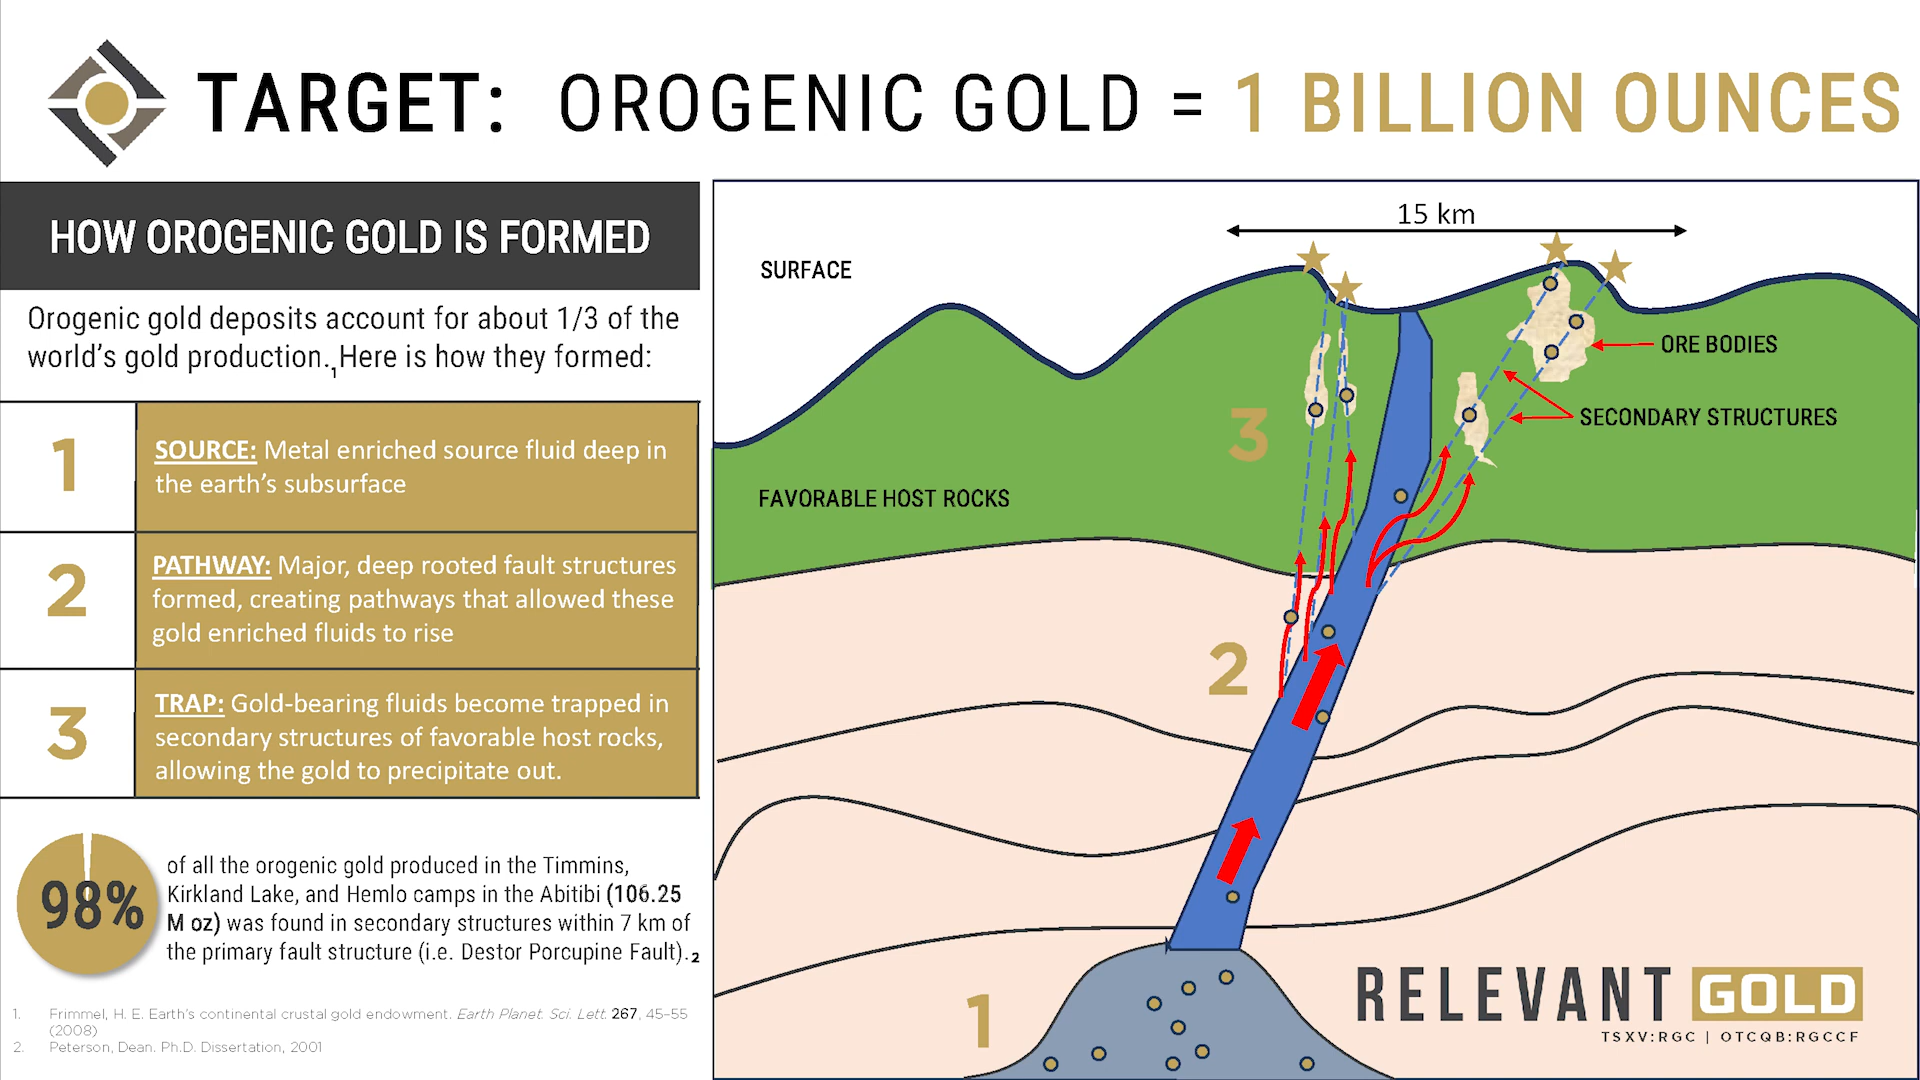 TARGET: OROGENIC GOLD = 1 BILLION OUNCES
HOW OROGENIC GOLD IS FORMED
Orogenic gold deposits account for about 1/3 of the
world's gold production.1 Here is how they formed:
1
SOURCE: Metal enriched source fluid deep in
the earth's subsurface
2
PATHWAY: Major, deep rooted fault structures
formed, creating pathways that allowed these
gold enriched fluids to rise
3
TRAP: Gold-bearing fluids become trapped in
secondary structures of favorable host rocks,
allowing the gold to precipitate out.
98%
of all the orogenic gold produced in the Timmins,
Kirkland Lake, and Hemlo camps in the Abitibi (106.25
M oz) was found in secondary structures within 7 km of
the primary fault structure (i.e. Destor Porcupine Fault).2
1. Frimmel, H. E. Earth's continental crustal gold endowment. Earth Planet. Sci. Lett. 267, 45–55
(2008)
2. Peterson, Dean. Ph.D. Dissertation, 2001
15 km
SURFACE
ORE BODIES
SECONDARY STRUCTURES
3
FAVORABLE HOST ROCKS
2
1
RELEVANT GOLD
TSXV:RGC | OTCQB:RGCCF